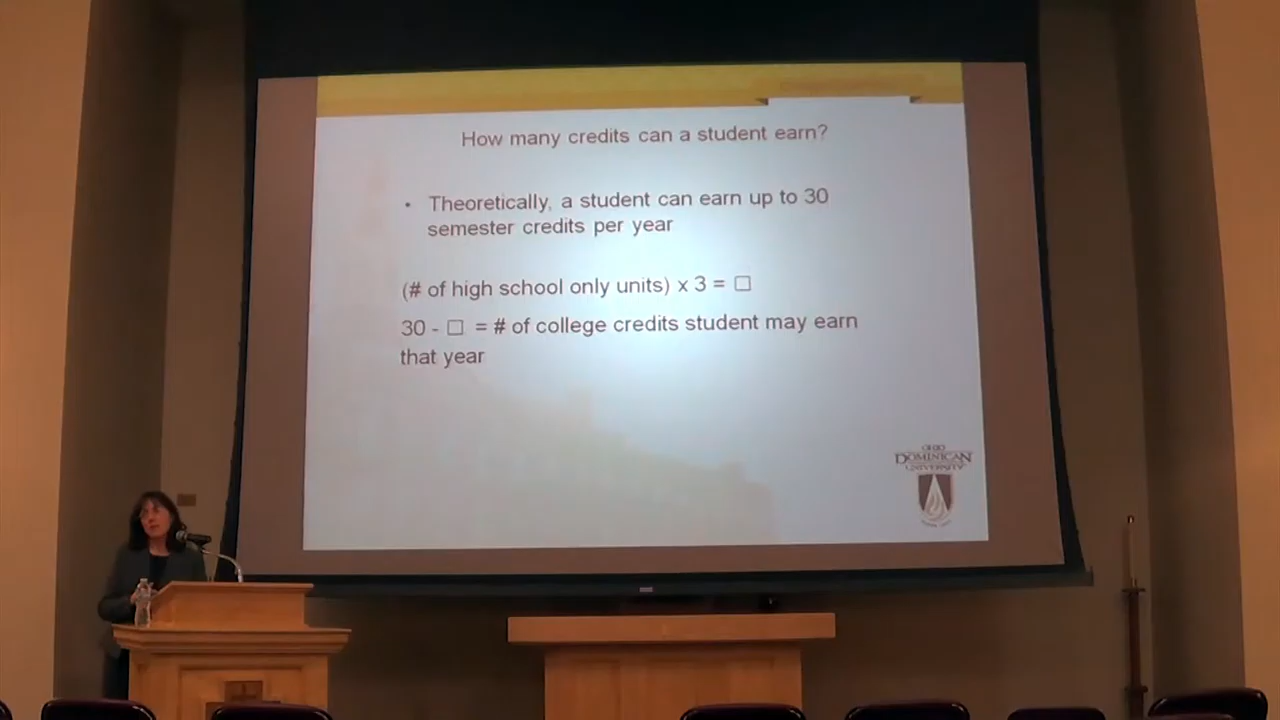 How many credits can a student earn?
• Theoretically, a student can earn up to 30
semester credits per year
(# of high school only units) x 3 = □
30 - □ = # of college credits student may earn
that year
OHIO
DOMINICAN
UNIVERSITY